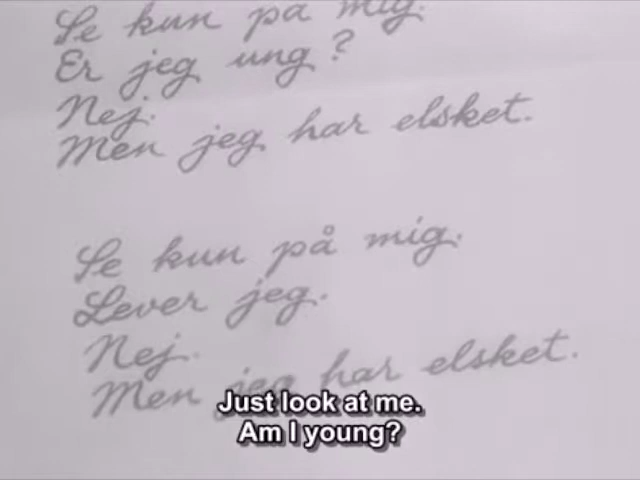 Se kun på mig.
Er jeg ung?
Nej.
Men jeg har elsket.
Se kun på mig.
Lever jeg.
Nej.
Men jeg har elsket.
Just look at me.
Am I young?